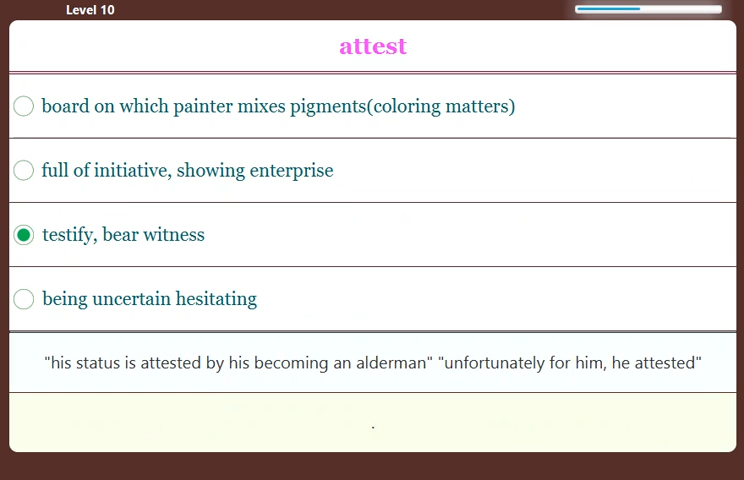 Level 10
attest
board on which painter mixes pigments(coloring matters)
full of initiative, showing enterprise
testify, bear witness
being uncertain hesitating
"his status is attested by his becoming an alderman" "unfortunately for him, he attested"
.